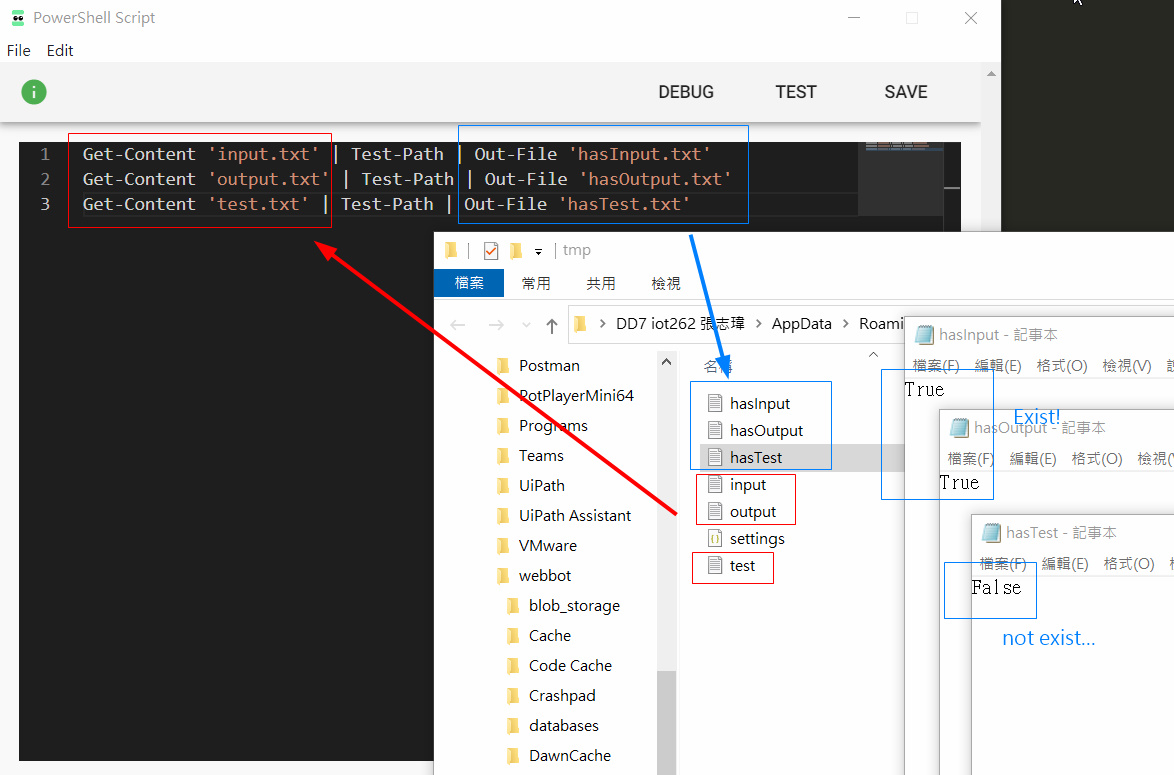 PowerShell Script
File Edit
DEBUG TEST SAVE
1 Get-Content 'input.txt' | Test-Path | Out-File 'hasInput.txt'
2 Get-Content 'output.txt' | Test-Path | Out-File 'hasOutput.txt'
3 Get-Content 'test.txt' | Test-Path | Out-File 'hasTest.txt'
tmp
檔案 常用 共用 檢視
DD7 iot262 張志瑋 > AppData > Roami
名稱
Postman
PotPlayerMini64
Programs
Teams
UiPath
UiPath Assistant
VMware
webbot
blob_storage
Cache
Code Cache
Crashpad
databases
DawnCache
hasInput
hasOutput
hasTest
input
output
settings
test
hasInput - 記事本
檔案(F) 編輯(E) 格式(O) 檢視(V)
True
Exist!
hasOutput - 記事本
檔案(F) 編輯(E) 格式(O) 檢視(
True
hasTest - 記事本
檔案(F) 編輯(E) 格式(O)
False
not exist...